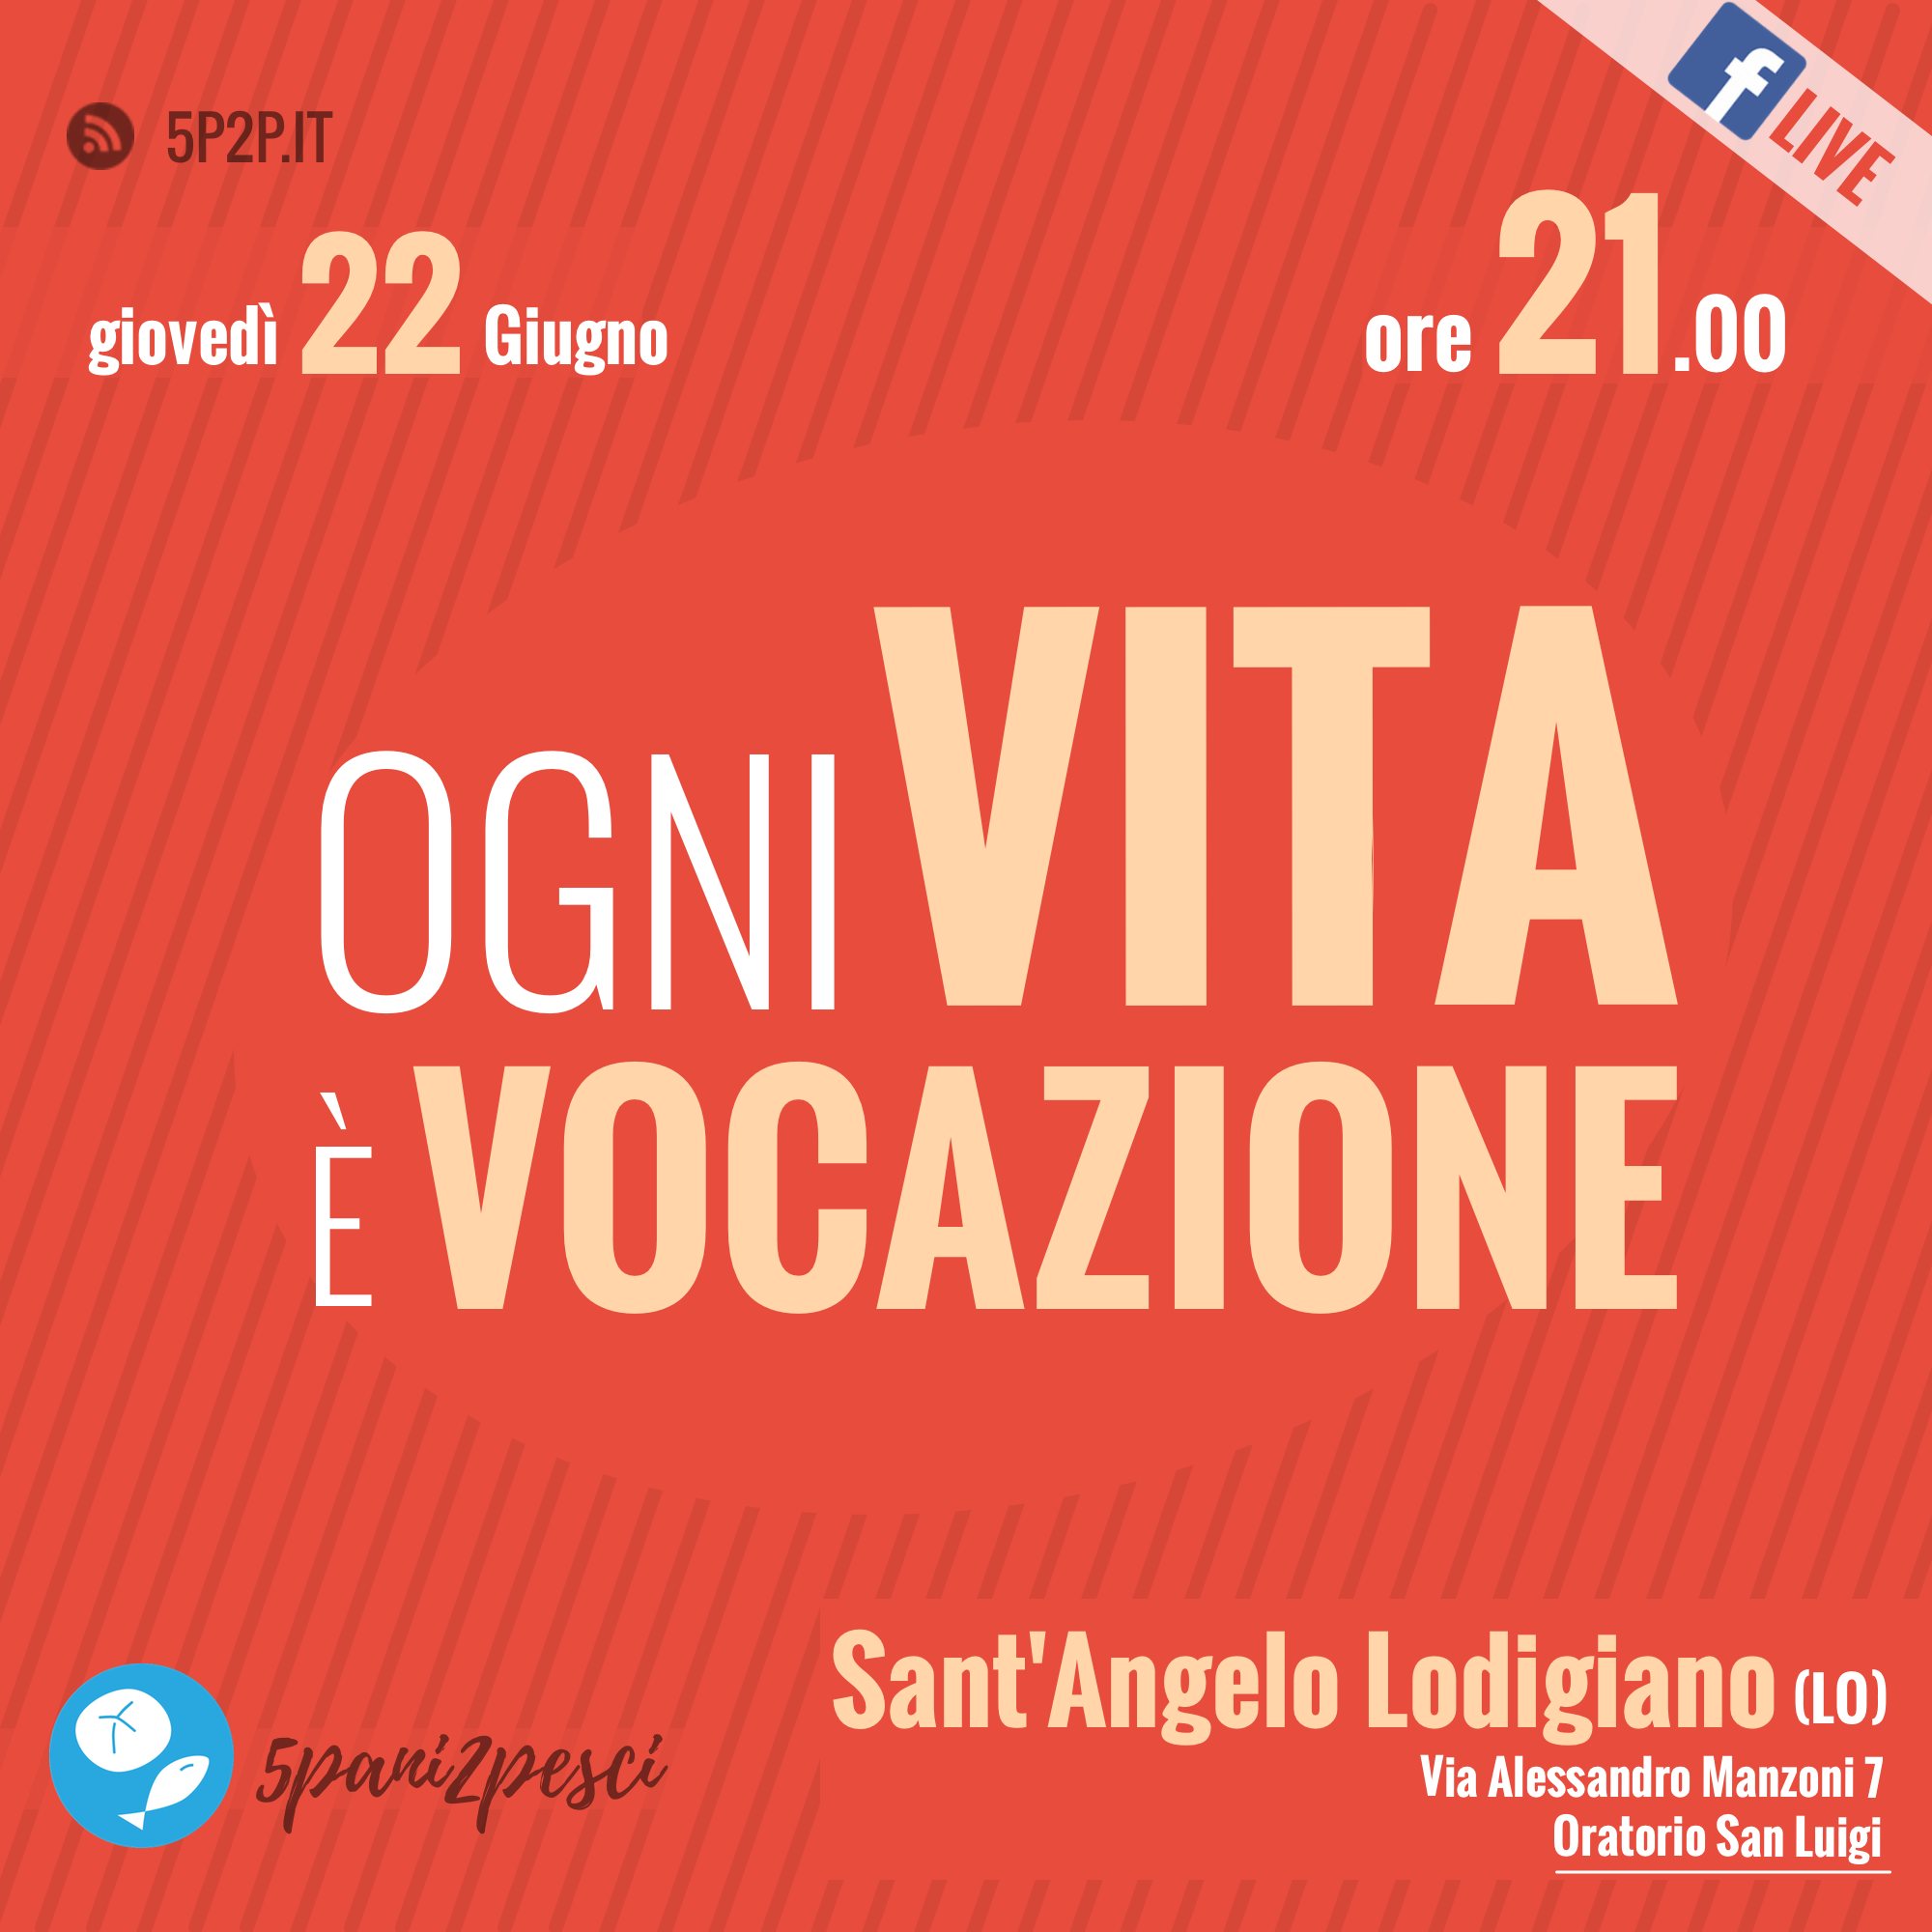 5P2P.IT
f LIVE
giovedì 22 Giugno
ore 21.00
OGNI VITA
È VOCAZIONE
5pani2pesci
Sant'Angelo Lodigiano (LO)
Via Alessandro Manzoni 7
Oratorio San Luigi